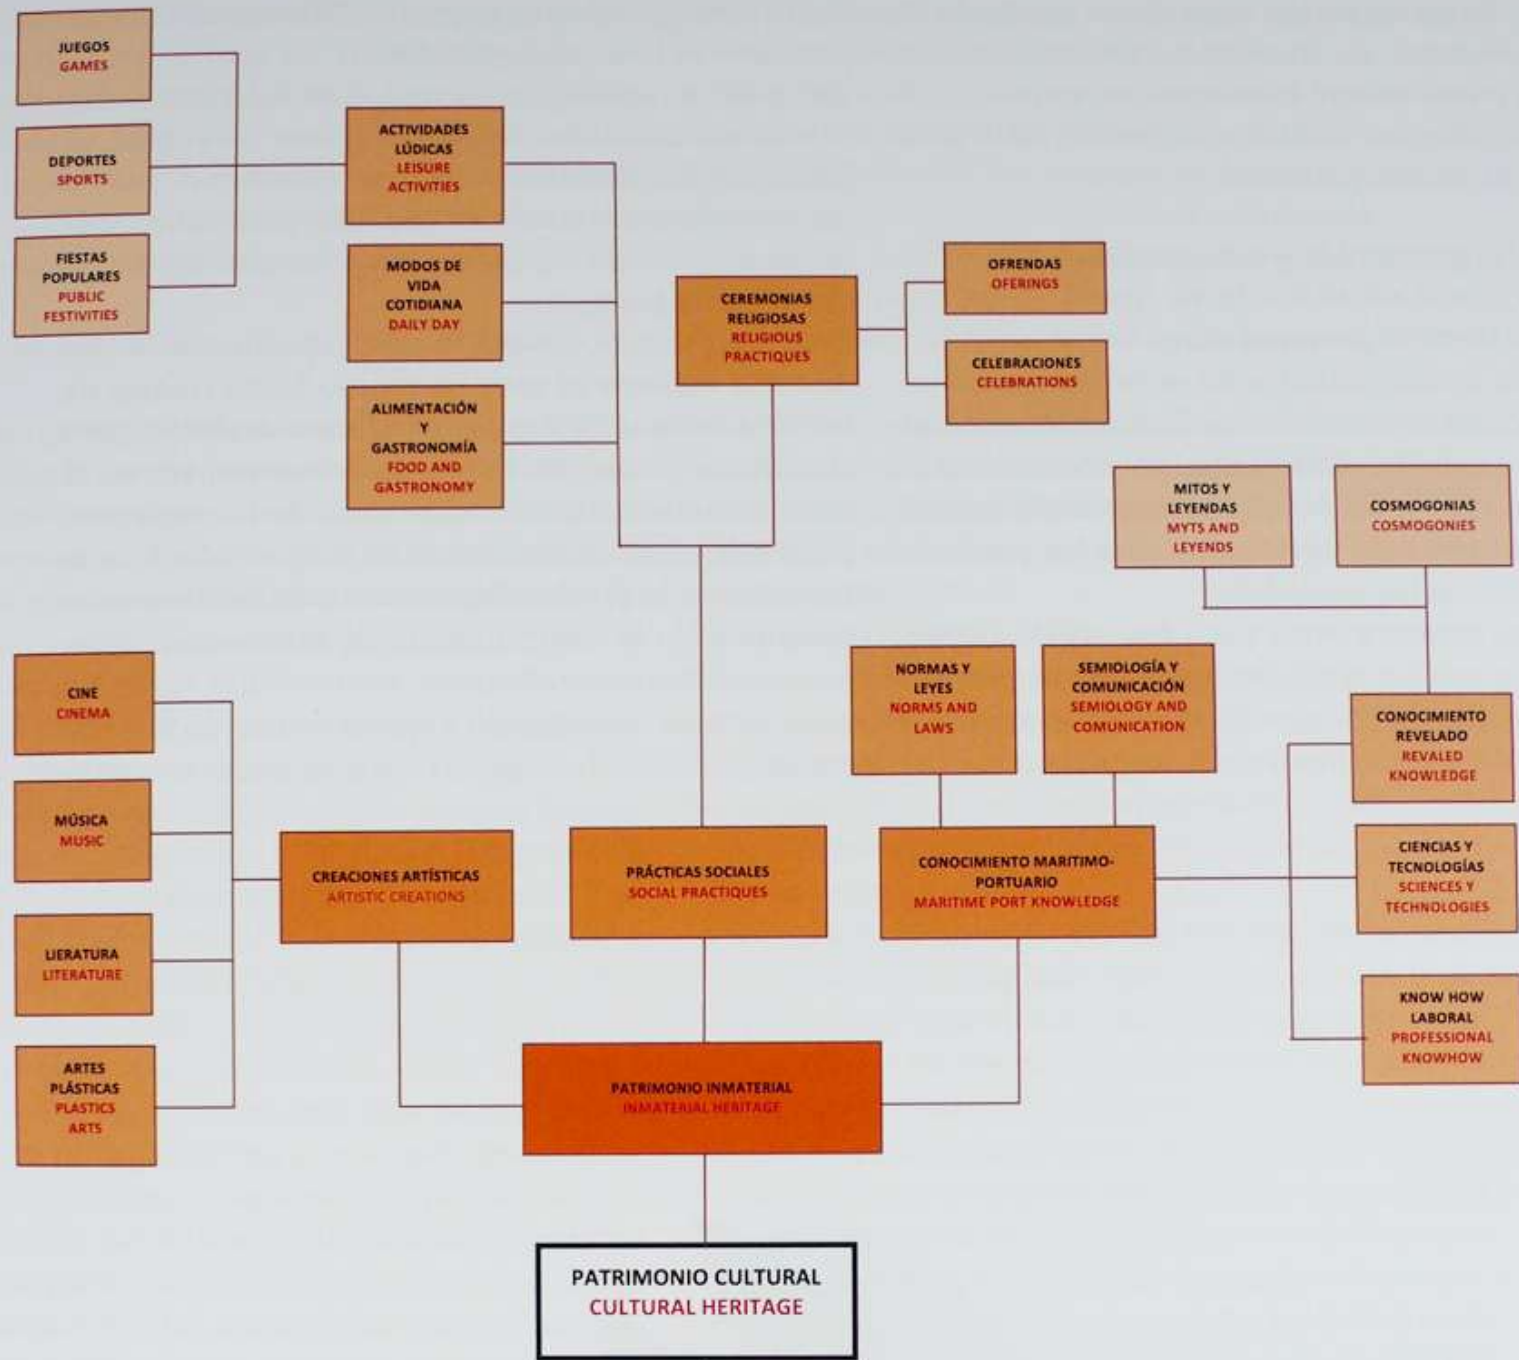 JUEGOS
GAMES
DEPORTES
SPORTS
FIESTAS
POPULARES
PUBLIC
FESTIVITIES
ACTIVIDADES
LÚDICAS
LEISURE
ACTIVITIES
MODOS DE
VIDA
COTIDIANA
DAILY DAY
ALIMENTACIÓN
Y
GASTRONOMÍA
FOOD AND
GASTRONOMY
CEREMONIAS
RELIGIOSAS
RELIGIOUS
PRACTIQUES
OFRENDAS
OFERINGS
CELEBRACIONES
CELEBRATIONS
MITOS Y
LEYENDAS
MYTS AND
LEYENDS
COSMOGONIAS
COSMOGONIES
CINE
CINEMA
MÚSICA
MUSIC
LIERATURA
LITERATURE
ARTES
PLÁSTICAS
PLASTICS
ARTS
NORMAS Y
LEYES
NORMS AND
LAWS
SEMIOLOGÍA Y
COMUNICACIÓN
SEMIOLOGY AND
COMUNICATION
CONOCIMIENTO
REVELADO
REVALED
KNOWLEDGE
CREACIONES ARTÍSTICAS
ARTISTIC CREATIONS
PRÁCTICAS SOCIALES
SOCIAL PRACTIQUES
CONOCIMIENTO MARITIMO-
PORTUARIO
MARITIME PORT KNOWLEDGE
CIENCIAS Y
TECNOLOGÍAS
SCIENCES Y
TECHNOLOGIES
KNOW HOW
LABORAL
PROFESSIONAL
KNOWHOW
PATRIMONIO INMATERIAL
INMATERIAL HERITAGE
PATRIMONIO CULTURAL
CULTURAL HERITAGE